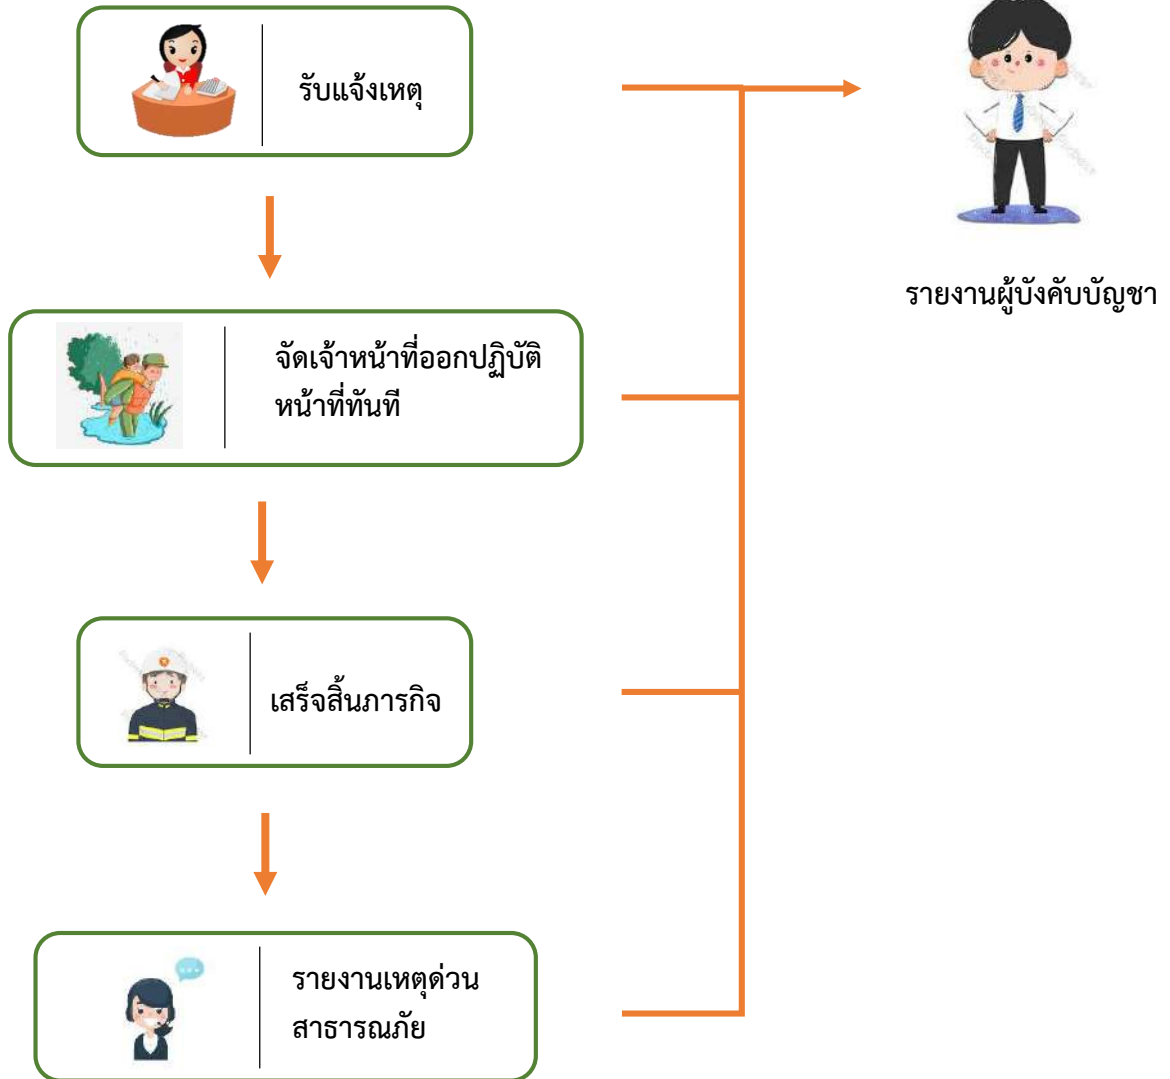 รับแจ้งเหตุ
รายงานผู้บังคับบัญชา
จัดเจ้าหน้าที่ออกปฏิบัติ
หน้าที่ทันที
เสร็จสิ้นภารกิจ
รายงานเหตุด่วน
สาธารณภัย